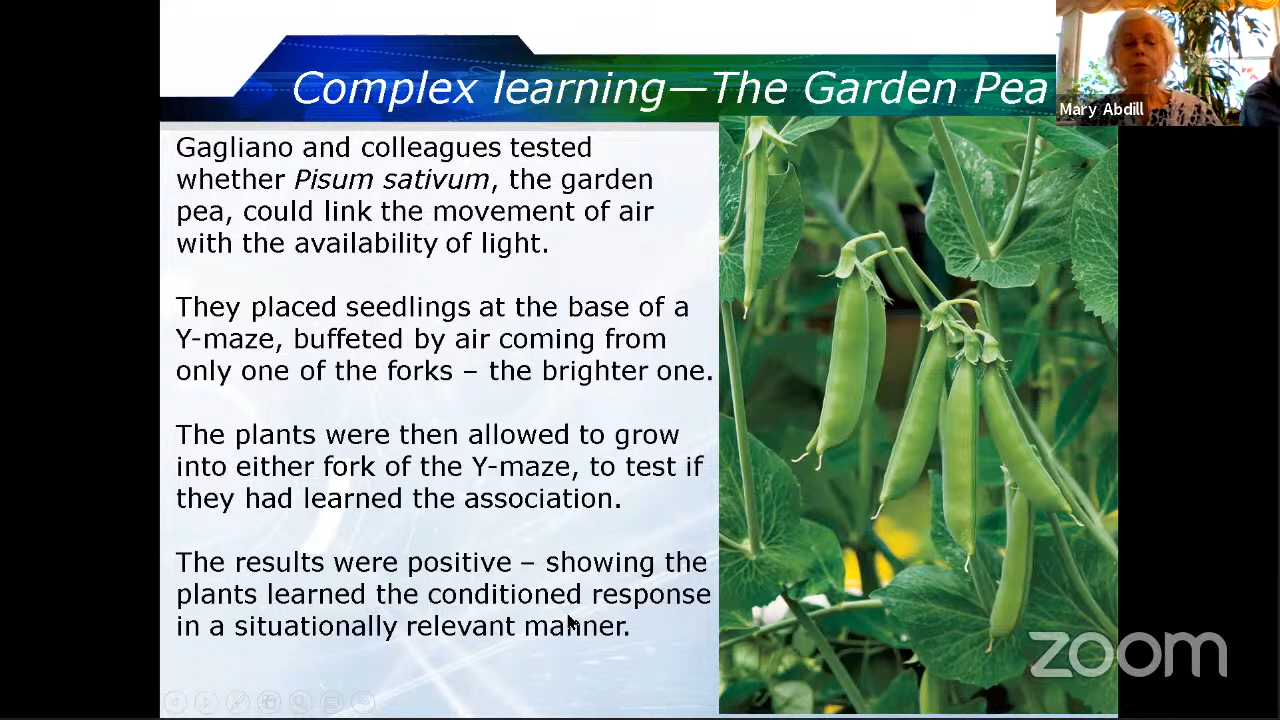 Complex learning—The Garden Pea
Mary Abdill
Gagliano and colleagues tested
whether Pisum sativum, the garden
pea, could link the movement of air
with the availability of light.
They placed seedlings at the base of a
Y-maze, buffeted by air coming from
only one of the forks – the brighter one.
The plants were then allowed to grow
into either fork of the Y-maze, to test if
they had learned the association.
The results were positive – showing the
plants learned the conditioned response
in a situationally relevant manner.
zoom